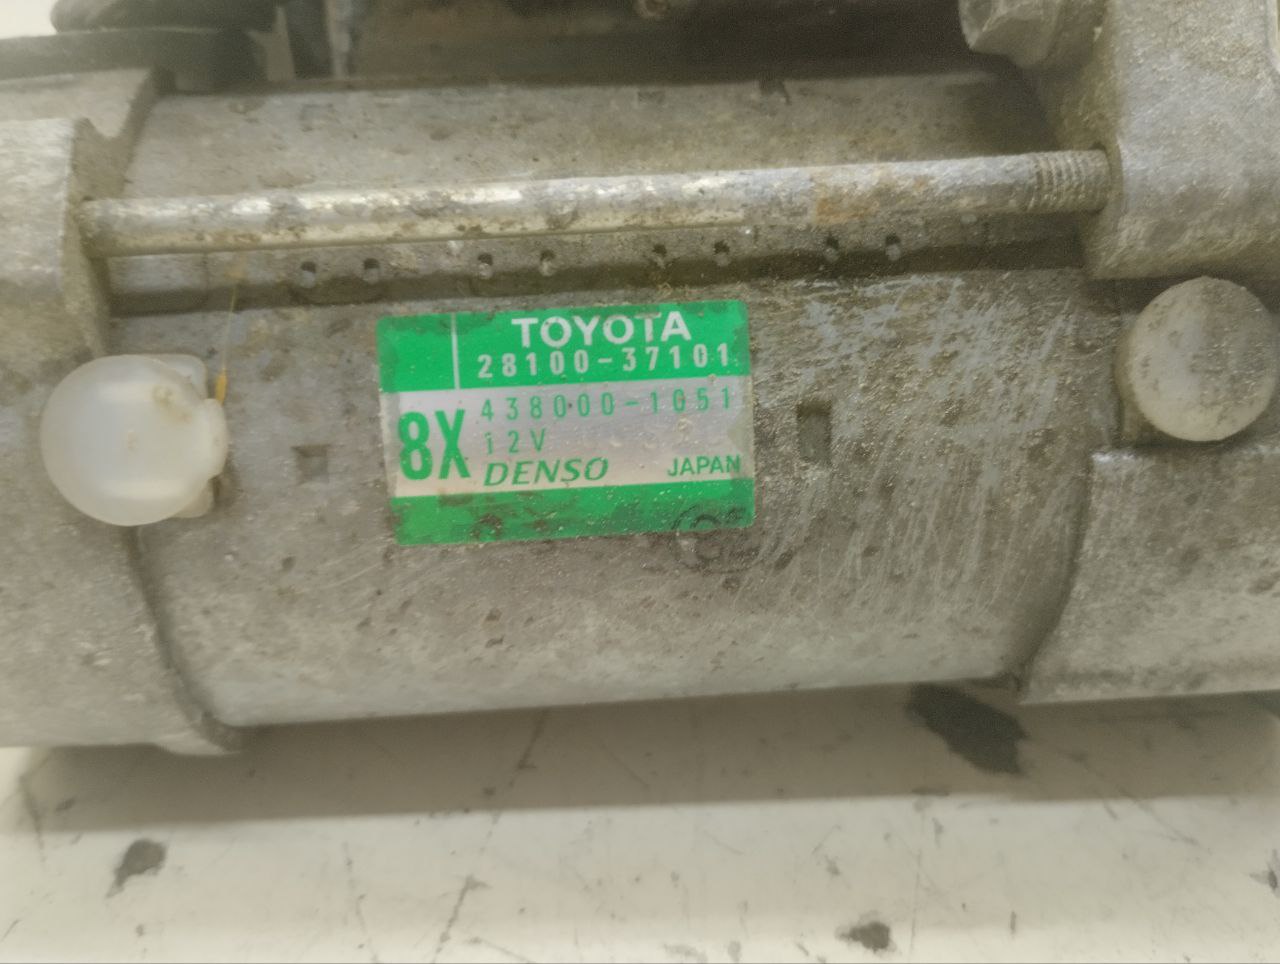 TOYOTA
28100-37101
438000-1051
8X
12V
DENSO JAPAN